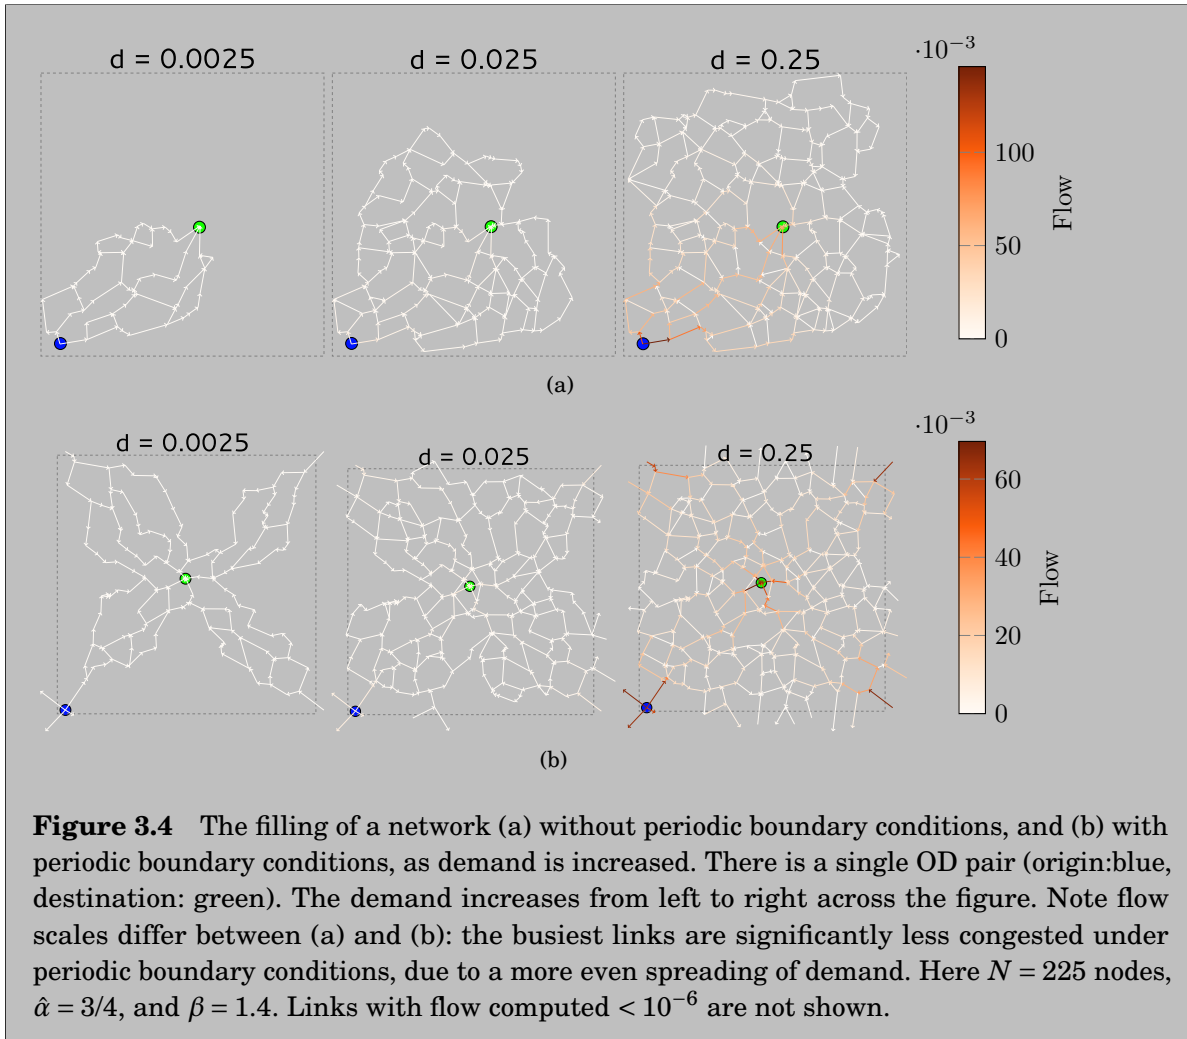 d = 0.0025
d = 0.025
d = 0.25
·10⁻³
100
50
0
Flow
(a)
d = 0.0025
d = 0.025
d = 0.25
·10⁻³
60
40
20
0
Flow
(b)
Figure 3.4 The filling of a network (a) without periodic boundary conditions, and (b) with
periodic boundary conditions, as demand is increased. There is a single OD pair (origin:blue,
destination: green). The demand increases from left to right across the figure. Note flow
scales differ between (a) and (b): the busiest links are significantly less congested under
periodic boundary conditions, due to a more even spreading of demand. Here N = 225 nodes,
α̂ = 3/4, and β = 1.4. Links with flow computed < 10⁻⁶ are not shown.